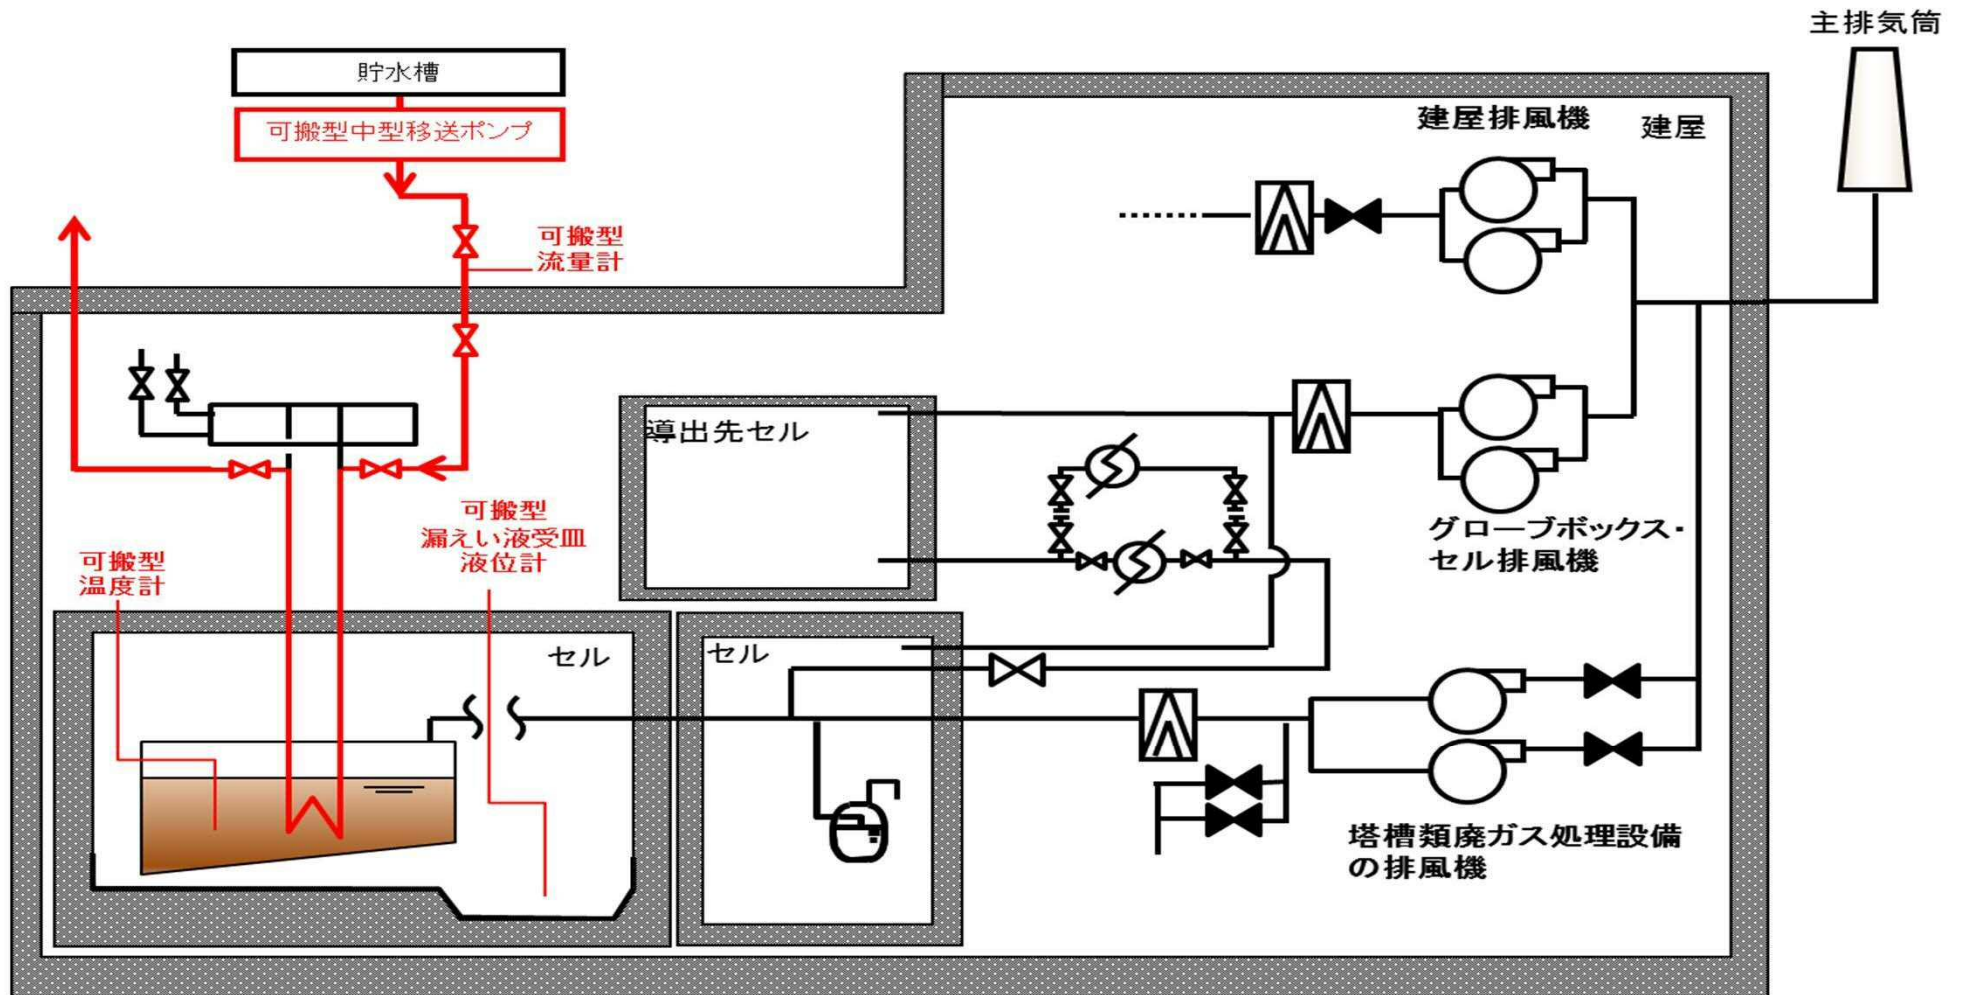 主排気筒
貯水槽
可搬型中型移送ポンプ
建屋排風機
建屋
可搬型
流量計
導出先セル
可搬型
漏えい液受皿
液位計
グローブボックス・
セル排風機
可搬型
温度計
セル
セル
塔槽類廃ガス処理設備
の排風機